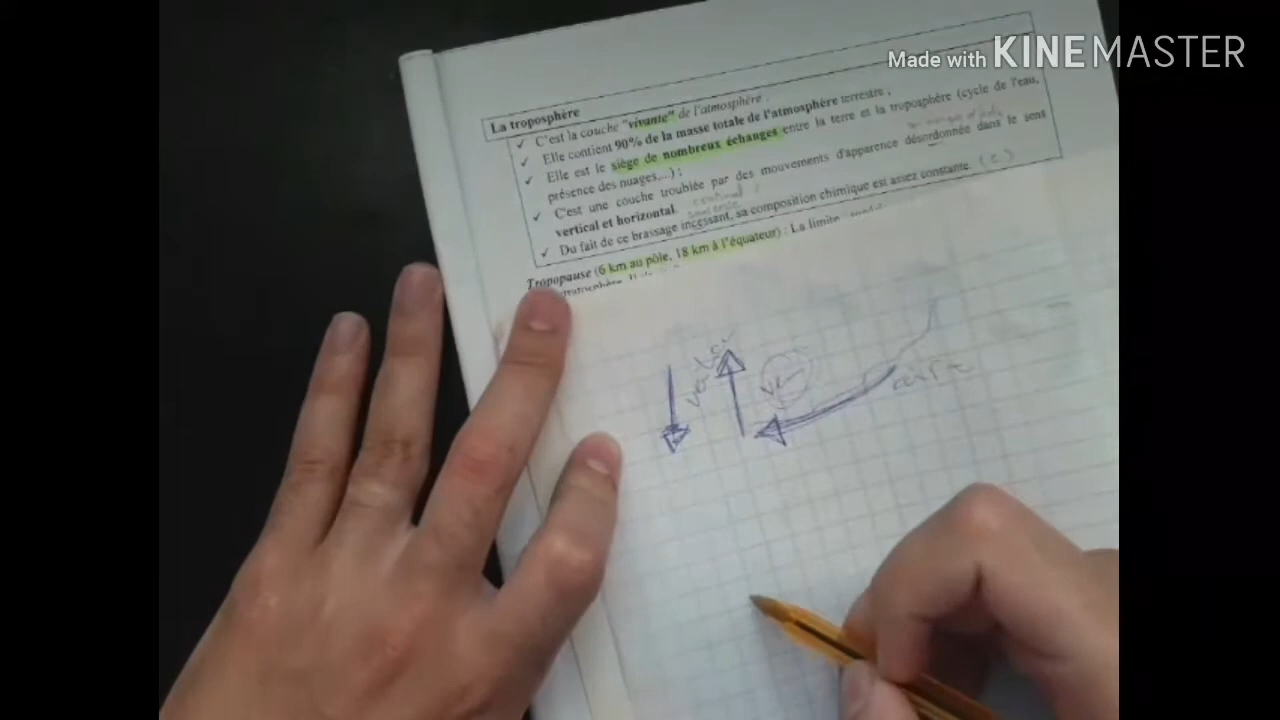 Made with KINEMASTER
La troposphère
✓ C'est la couche "vivante" de l'atmosphère.
✓ Elle contient 90% de la masse totale de l'atmosphère terrestre ;
✓ Elle est le siège de nombreux échanges entre la terre et la troposphère (cycle de l'eau,
présence des nuages,...) ;
✓ C'est une couche troublée par des mouvements d'apparence désordonnée dans le sens
vertical et horizontal.
✓ Du fait de ce brassage incessant, sa composition chimique est assez constante. (c)
Tropopause (6 km au pôle, 18 km à l'équateur) : La limite